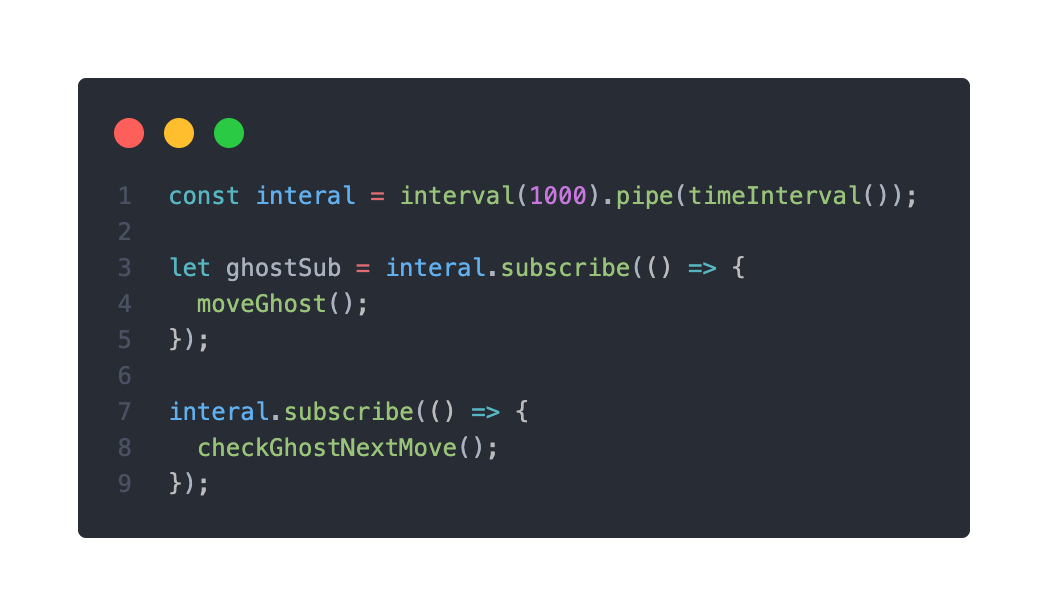 1 const interal = interval(1000).pipe(timeInterval());
2
3 let ghostSub = interal.subscribe(() => {
4   moveGhost();
5 });
6
7 interal.subscribe(() => {
8   checkGhostNextMove();
9 });